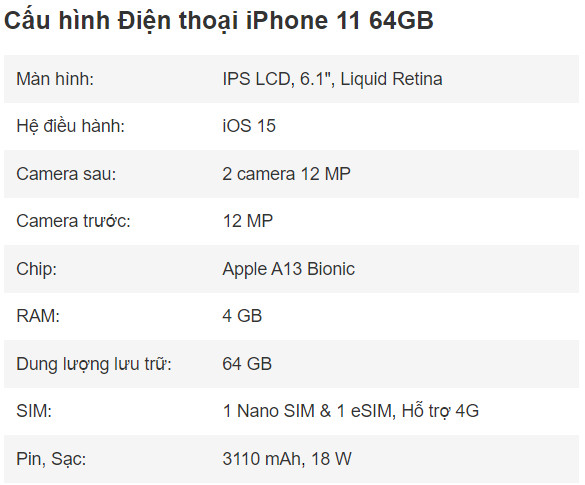 Cấu hình Điện thoại iPhone 11 64GB
Màn hình: IPS LCD, 6.1", Liquid Retina
Hệ điều hành: iOS 15
Camera sau: 2 camera 12 MP
Camera trước: 12 MP
Chip: Apple A13 Bionic
RAM: 4 GB
Dung lượng lưu trữ: 64 GB
SIM: 1 Nano SIM & 1 eSIM, Hỗ trợ 4G
Pin, Sạc: 3110 mAh, 18 W